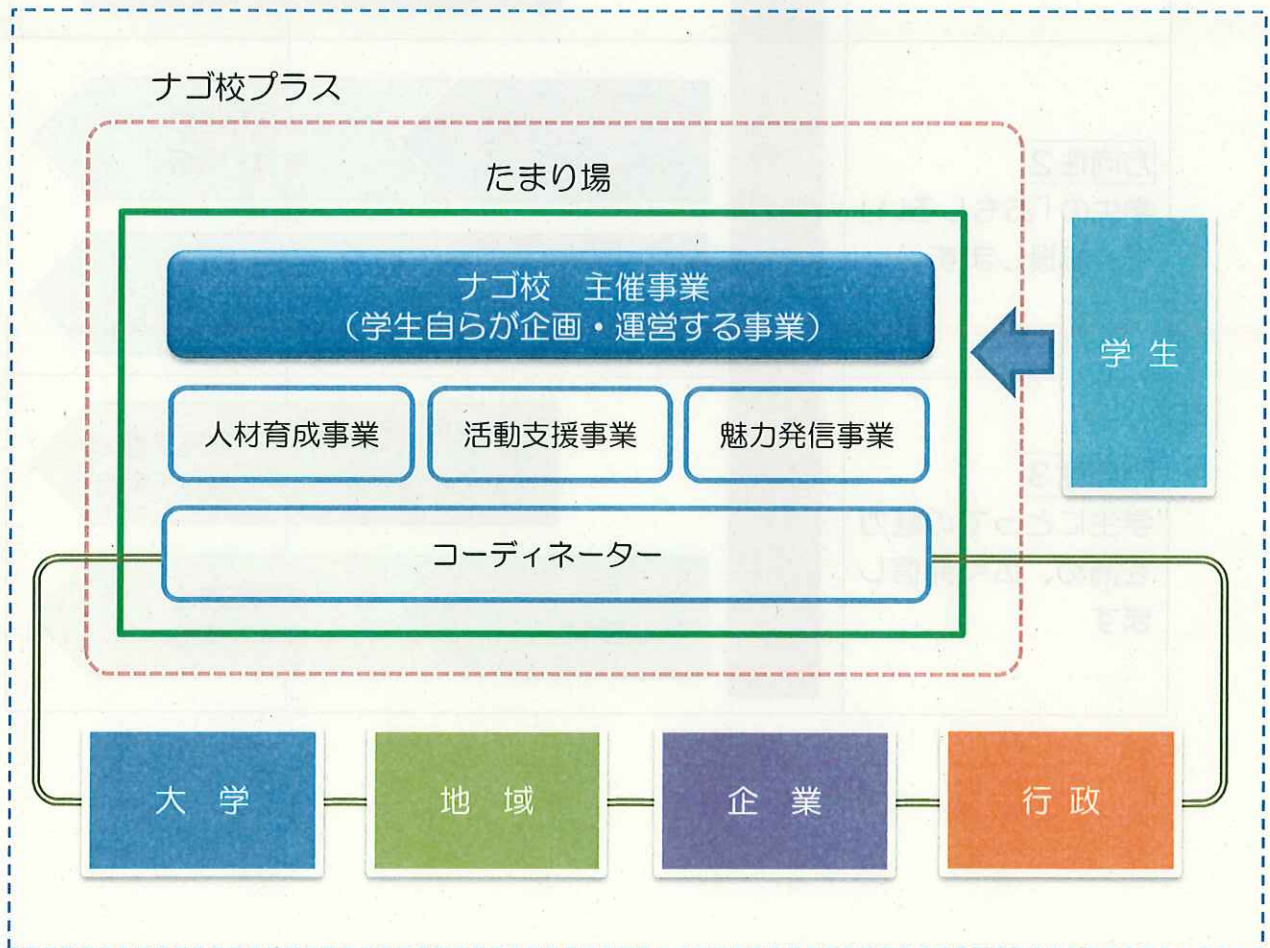 ナゴ校プラス
たまり場
ナゴ校　主催事業
（学生自らが企画・運営する事業）
学 生
人材育成事業
活動支援事業
魅力発信事業
コーディネーター
大 学
地 域
企 業
行 政